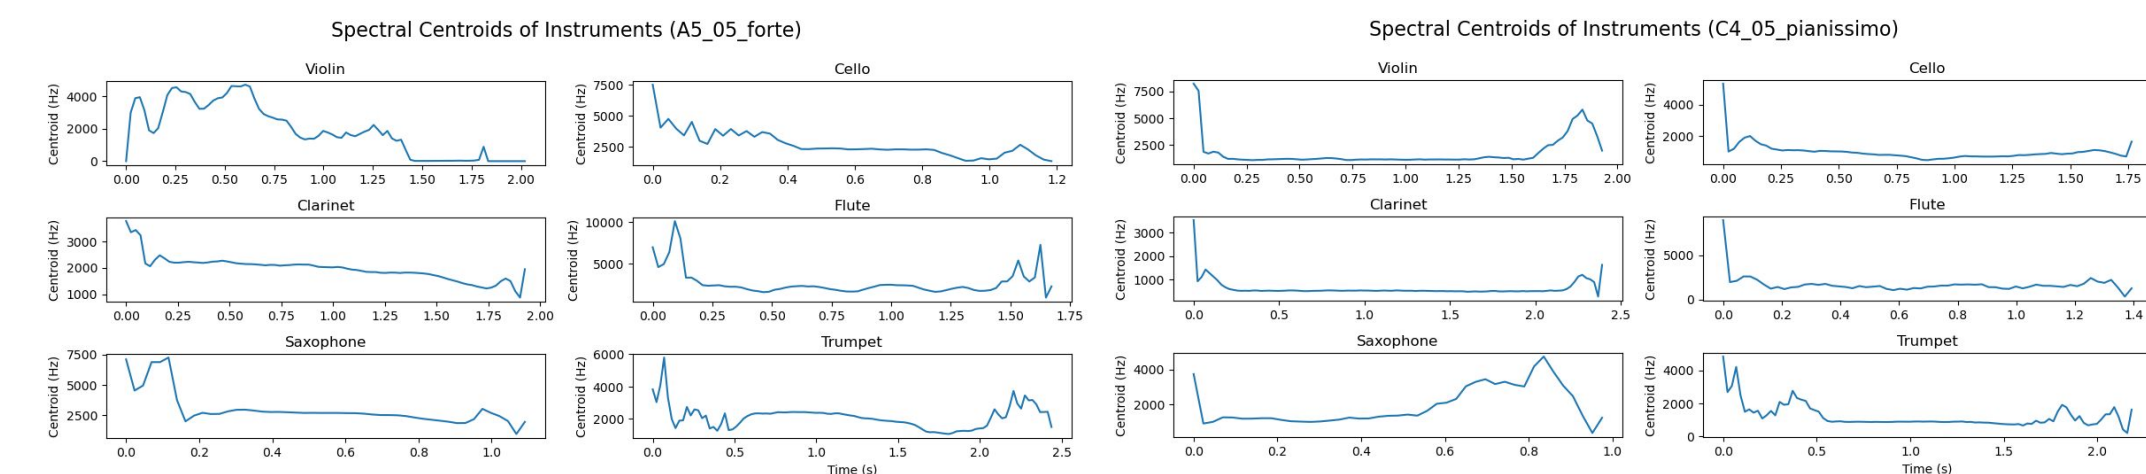 Spectral Centroids of Instruments (A5_05_forte)
Violin
Centroid (Hz)
4000
2000
0
0.00 0.25 0.50 0.75 1.00 1.25 1.50 1.75 2.00
Cello
Centroid (Hz)
7500
5000
2500
0.0 0.2 0.4 0.6 0.8 1.0 1.2
Clarinet
Centroid (Hz)
3000
2000
1000
0.00 0.25 0.50 0.75 1.00 1.25 1.50 1.75 2.00
Flute
Centroid (Hz)
10000
5000
0.00 0.25 0.50 0.75 1.00 1.25 1.50 1.75
Saxophone
Centroid (Hz)
7500
5000
2500
0.0 0.2 0.4 0.6 0.8 1.0
Trumpet
Centroid (Hz)
6000
4000
2000
0.0 0.5 1.0 1.5 2.0 2.5
Time (s)
Spectral Centroids of Instruments (C4_05_pianissimo)
Violin
Centroid (Hz)
7500
5000
2500
0.00 0.25 0.50 0.75 1.00 1.25 1.50 1.75 2.00
Cello
Centroid (Hz)
4000
2000
0.00 0.25 0.50 0.75 1.00 1.25 1.50 1.75
Clarinet
Centroid (Hz)
3000
2000
1000
0.0 0.5 1.0 1.5 2.0 2.5
Flute
Centroid (Hz)
5000
0
0.0 0.2 0.4 0.6 0.8 1.0 1.2 1.4
Saxophone
Centroid (Hz)
4000
2000
0.0 0.2 0.4 0.6 0.8 1.0
Trumpet
Centroid (Hz)
4000
2000
0
0.0 0.5 1.0 1.5 2.0
Time (s)